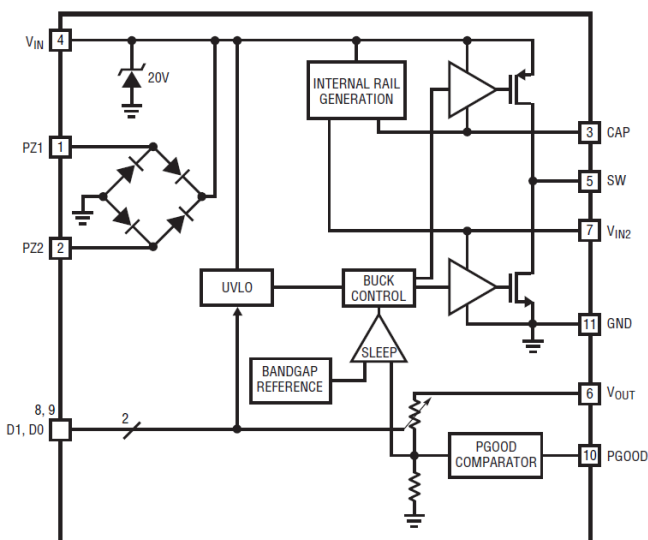 VIN 4
20V
INTERNAL RAIL
GENERATION
PZ1 1
3 CAP
5 SW
7 VIN2
PZ2 2
UVLO
BUCK
CONTROL
11 GND
SLEEP
BANDGAP
REFERENCE
6 VOUT
8, 9
D1, D0
2
PGOOD
COMPARATOR
10 PGOOD